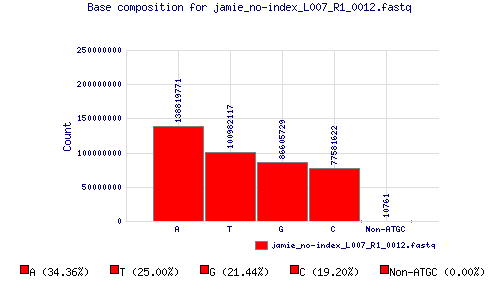 Base composition for jamie_no-index_L007_R1_0012.fastq
250000000
200000000
150000000
100000000
50000000
0
Count
138819771
100982117
86605729
77581622
10761
A T G C Non-ATGC
jamie_no-index_L007_R1_0012.fastq
A (34.36%) T (25.00%) G (21.44%) C (19.20%) Non-ATGC (0.00%)